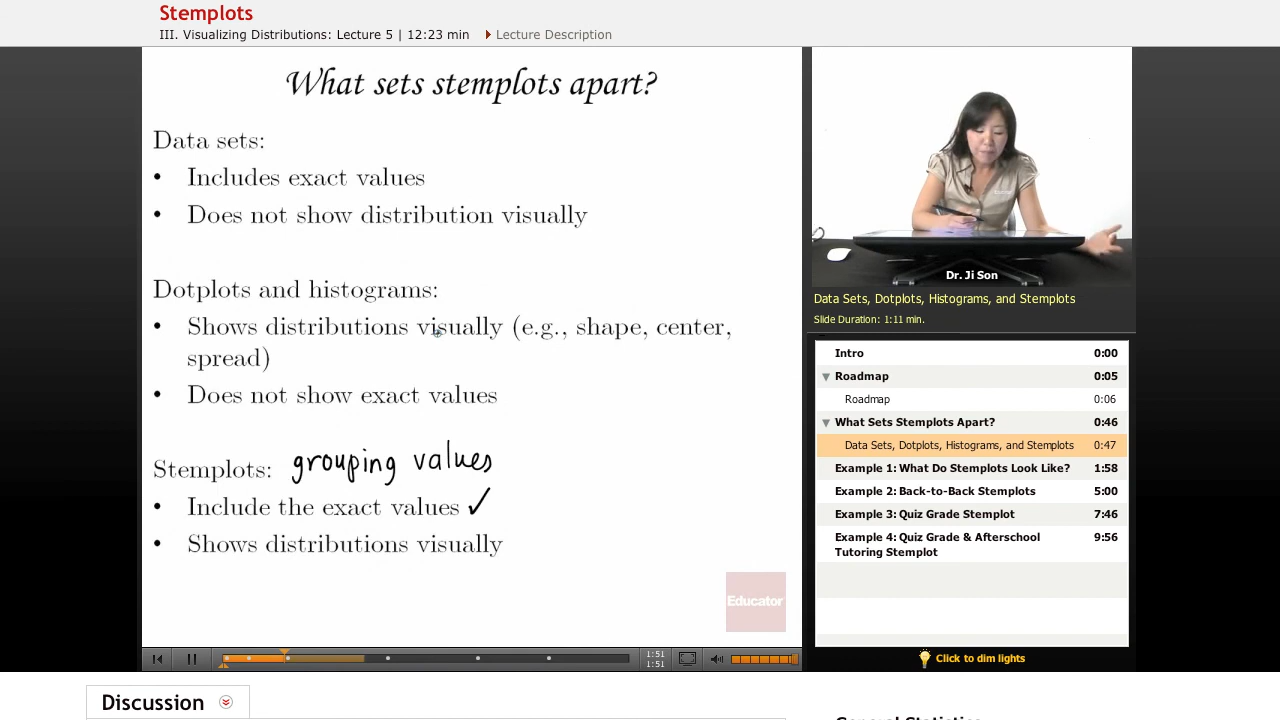 Stemplots
III. Visualizing Distributions: Lecture 5 | 12:23 min
Lecture Description
What sets stemplots apart?
Data sets:
• Includes exact values
• Does not show distribution visually
Dotplots and histograms:
• Shows distributions visually (e.g., shape, center,
spread)
• Does not show exact values
Stemplots: grouping values
• Include the exact values ✓
• Shows distributions visually
Educator
1:51
1:51
Dr. Ji Son
Data Sets, Dotplots, Histograms, and Stemplots
Slide Duration: 1:11 min.
Intro 0:00
Roadmap 0:05
Roadmap 0:06
What Sets Stemplots Apart? 0:46
Data Sets, Dotplots, Histograms, and Stemplots 0:47
Example 1: What Do Stemplots Look Like? 1:58
Example 2: Back-to-Back Stemplots 5:00
Example 3: Quiz Grade Stemplot 7:46
Example 4: Quiz Grade & Afterschool 9:56
Tutoring Stemplot
Click to dim lights
Discussion
General Statistics